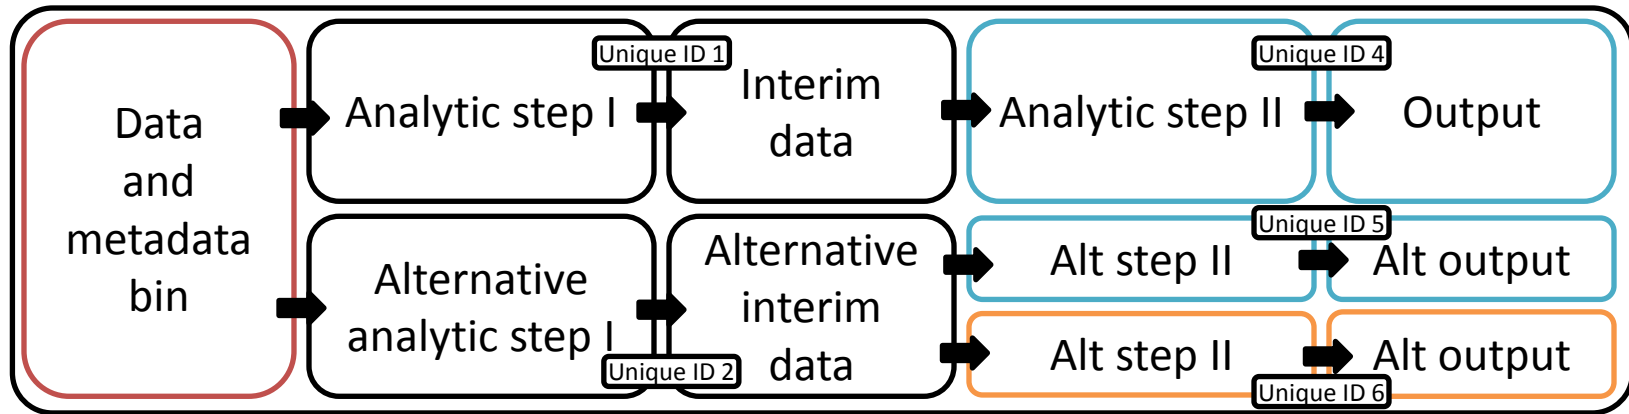 Data
and
metadata
bin
Analytic step I
Unique ID 1
Interim
data
Analytic step II
Unique ID 4
Output
Alternative
analytic step I
Unique ID 2
Alternative
interim
data
Alt step II
Unique ID 5
Alt output
Alt step II
Unique ID 6
Alt output